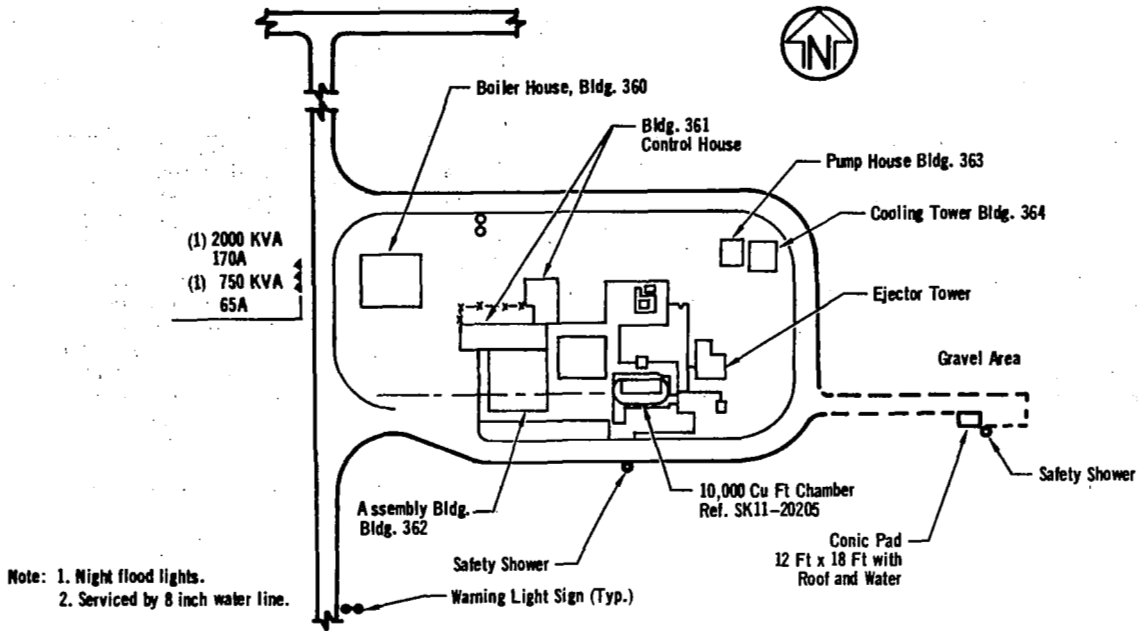 N
Boiler House, Bldg. 360
Bldg. 361
Control House
Pump House Bldg. 363
Cooling Tower Bldg. 364
(1) 2000 KVA
170A
(1) 750 KVA
65A
Ejector Tower
Gravel Area
Safety Shower
10,000 Cu Ft Chamber
Ref. SK11-20205
Assembly Bldg.
Bldg. 362
Conic Pad
12 Ft x 18 Ft with
Roof and Water
Safety Shower
Note: 1. Night flood lights.
2. Serviced by 8 inch water line.
Warning Light Sign (Typ.)